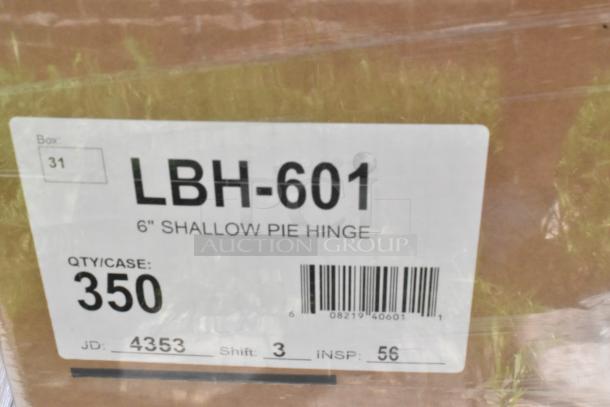 Box:
31
LBH-601
6" SHALLOW PIE HINGE
AUCTION GROUP
QTY/CASE:
350
6 08219 40601 1
JD: 4353 Shift: 3 INSP: 56